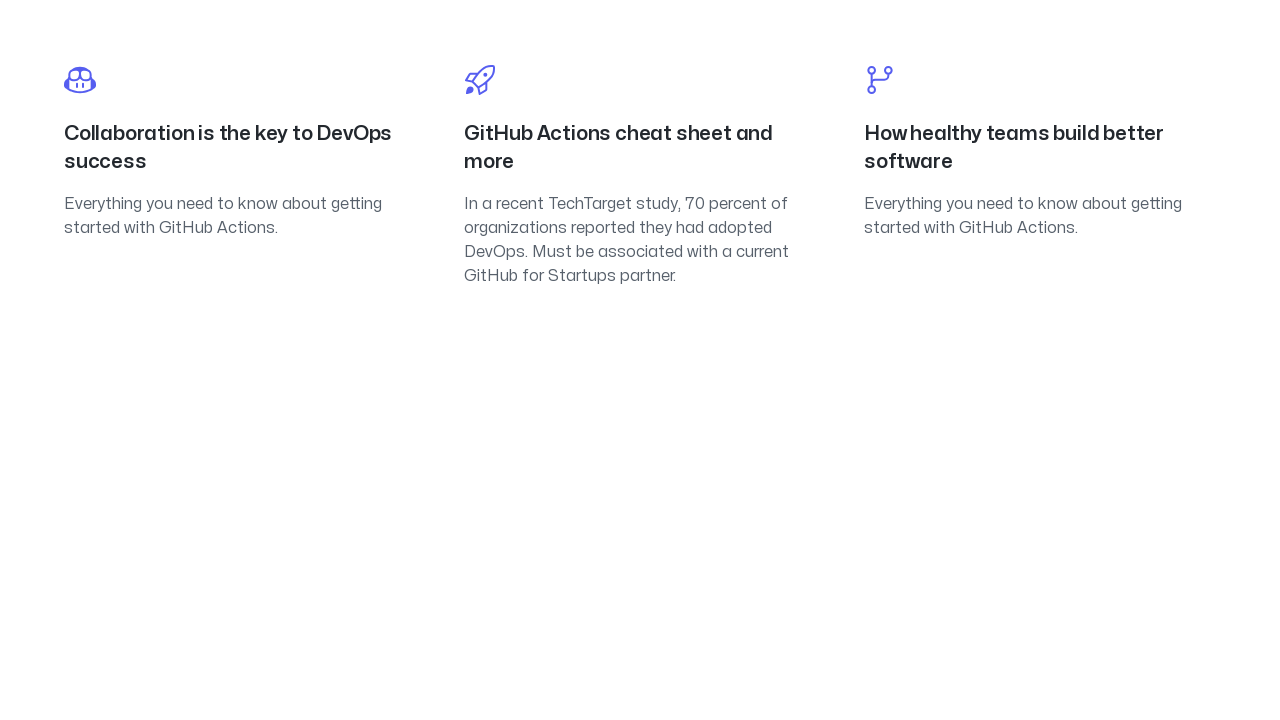 Collaboration is the key to DevOps
success
Everything you need to know about getting
started with GitHub Actions.
GitHub Actions cheat sheet and
more
In a recent TechTarget study, 70 percent of
organizations reported they had adopted
DevOps. Must be associated with a current
GitHub for Startups partner.
How healthy teams build better
software
Everything you need to know about getting
started with GitHub Actions.